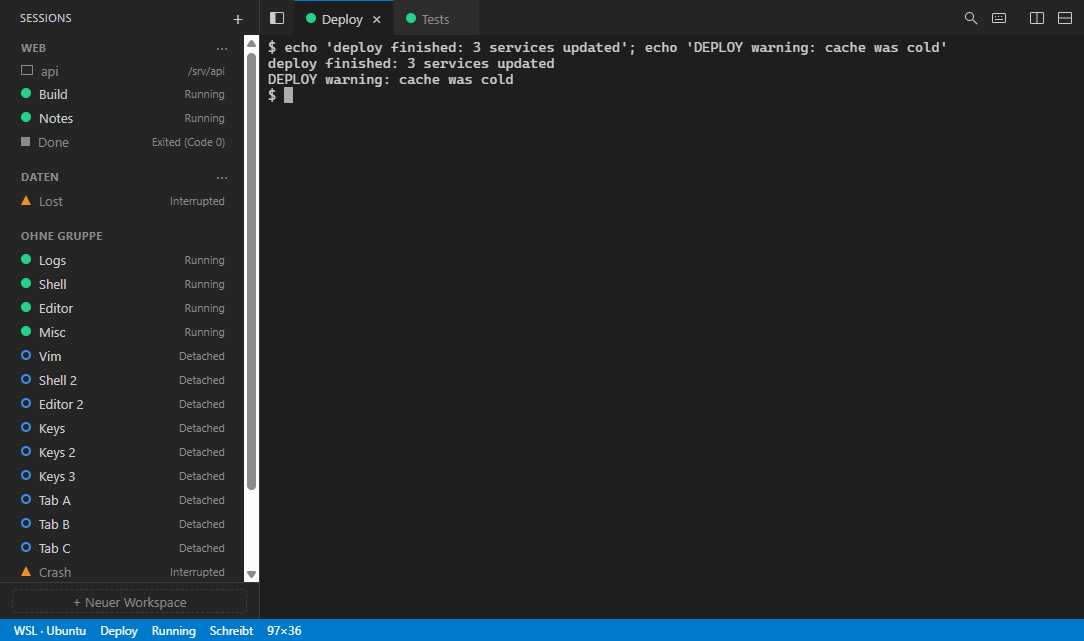 SESSIONS +
WEB ...
api /srv/api
Build Running
Notes Running
Done Exited (Code 0)
DATEN ...
Lost Interrupted
OHNE GRUPPE
Logs Running
Shell Running
Editor Running
Misc Running
Vim Detached
Shell 2 Detached
Editor 2 Detached
Keys Detached
Keys 2 Detached
Keys 3 Detached
Tab A Detached
Tab B Detached
Tab C Detached
Crash Interrupted
+ Neuer Workspace
Deploy × Tests
$ echo 'deploy finished: 3 services updated'; echo 'DEPLOY warning: cache was cold'
deploy finished: 3 services updated
DEPLOY warning: cache was cold
$
WSL · Ubuntu Deploy Running Schreibt 97×36